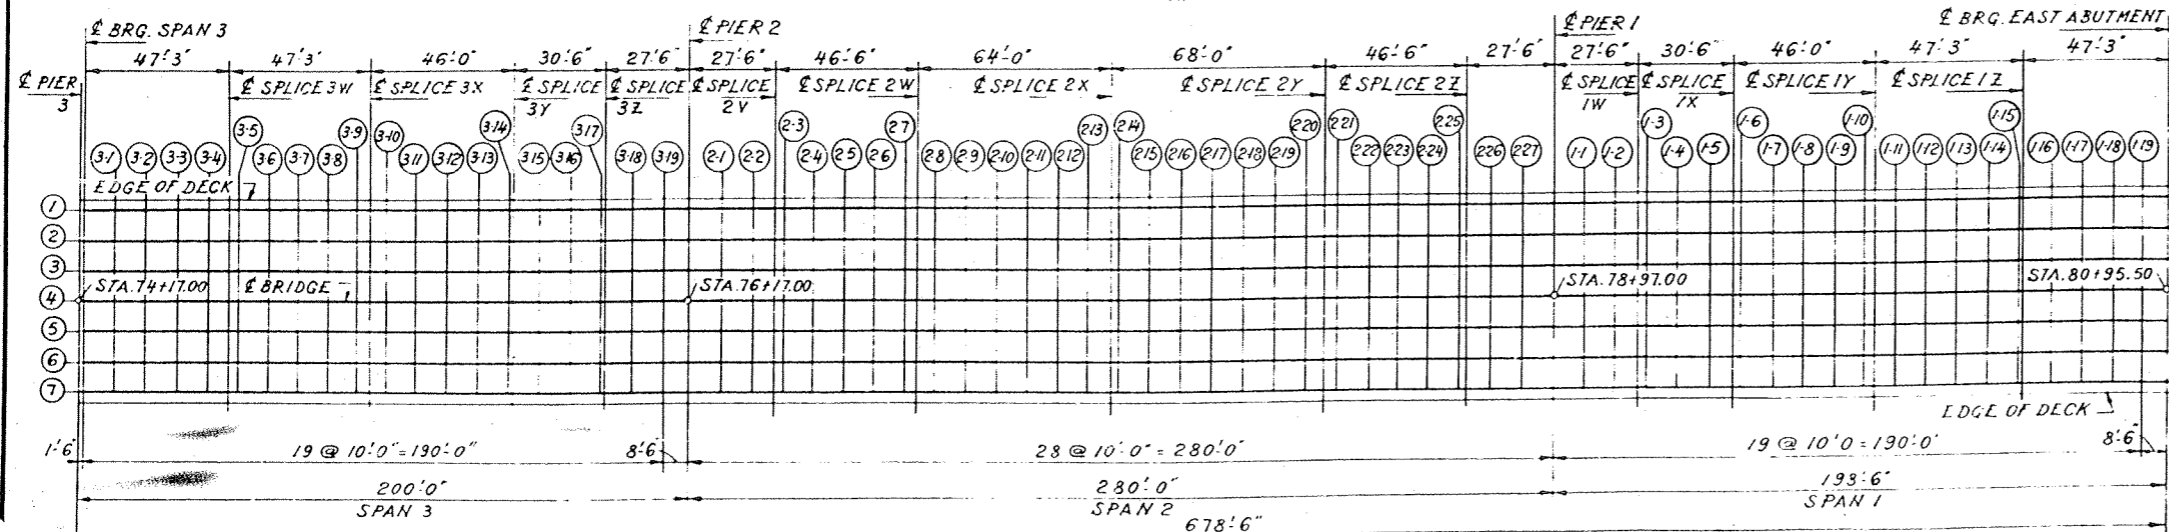 ℄ BRG. SPAN 3 ℄ PIER 2 ℄ PIER 1 ℄ BRG. EAST ABUTMENT
47'-3" 47'-3" 46'-0" 30'-6" 27'-6" 27'-6" 46'-6" 64'-0" 68'-0" 46'-6" 27'-6" 27'-6" 30'-6" 46'-0" 47'-3" 47'-3"
℄ PIER 3 ℄ SPLICE 3W ℄ SPLICE 3X ℄ SPLICE 3Y ℄ SPLICE 3Z ℄ SPLICE 2V ℄ SPLICE 2W ℄ SPLICE 2X ℄ SPLICE 2Y ℄ SPLICE 2Z ℄ SPLICE 1W ℄ SPLICE 1X ℄ SPLICE 1Y ℄ SPLICE 1Z
3-1 3-2 3-3 3-4 3-5 3-6 3-7 3-8 3-9 3-10 3-11 3-12 3-13 3-14 3-15 3-16 3-17 3-18 3-19 2-1 2-2 2-3 2-4 2-5 2-6 2-7 2-8 2-9 2-10 2-11 2-12 2-13 2-14 2-15 2-16 2-17 2-18 2-19 2-20 2-21 2-22 2-23 2-24 2-25 2-26 2-27 1-1 1-2 1-3 1-4 1-5 1-6 1-7 1-8 1-9 1-10 1-11 1-12 1-13 1-14 1-15 1-16 1-17 1-18 1-19
EDGE OF DECK
1
2
3
STA. 74+17.00 ℄ BRIDGE STA. 76+17.00 STA. 78+97.00 STA. 80+95.50
4
5
6
7
EDGE OF DECK
1'-6" 19 @ 10'-0" = 190'-0" 8'-6" 28 @ 10'-0" = 280'-0" 19 @ 10'-0 = 190'-0" 8'-6"
200'-0" 280'-0" 198'-6"
SPAN 3 SPAN 2 SPAN 1
678'-6"